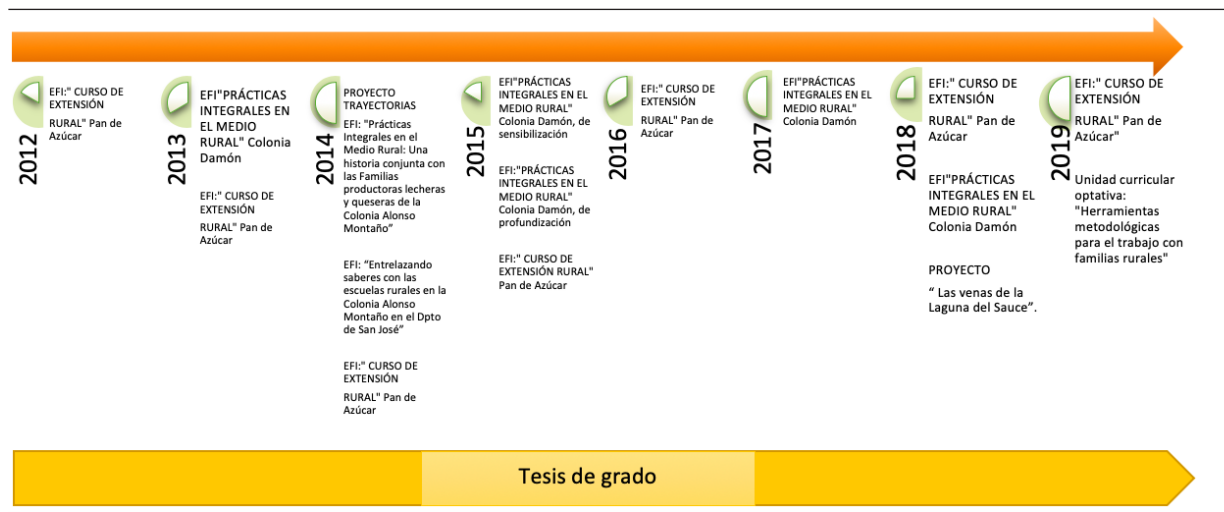 2012
EFI:" CURSO DE
EXTENSIÓN
RURAL" Pan de
Azúcar
2013
EFI"PRÁCTICAS
INTEGRALES EN
EL MEDIO
RURAL" Colonia
Damón
EFI:" CURSO DE
EXTENSIÓN
RURAL" Pan de
Azúcar
2014
PROYECTO
TRAYECTORIAS
EFI: "Prácticas
Integrales en el
Medio Rural: Una
historia conjunta con
las Familias
productoras lecheras
y queseras de la
Colonia Alonso
Montaño”
EFI: “Entrelazando
saberes con las
escuelas rurales en la
Colonia Alonso
Montaño en el Dpto
de San José”
EFI:" CURSO DE
EXTENSIÓN
RURAL" Pan de
Azúcar
2015
EFI"PRÁCTICAS
INTEGRALES EN EL
MEDIO RURAL"
Colonia Damón, de
sensibilización
EFI:"PRÁCTICAS
INTEGRALES EN EL
MEDIO RURAL"
Colonia Damón, de
profundización
EFI:" CURSO DE
EXTENSIÓN RURAL"
Pan de Azúcar
2016
EFI:" CURSO DE
EXTENSIÓN
RURAL" Pan de
Azúcar
2017
EFI"PRÁCTICAS
INTEGRALES EN EL
MEDIO RURAL"
Colonia Damón
2018
EFI:" CURSO DE
EXTENSIÓN
RURAL" Pan de
Azúcar
EFI"PRÁCTICAS
INTEGRALES EN EL
MEDIO RURAL"
Colonia Damón
PROYECTO
“ Las venas de la
Laguna del Sauce”.
2019
EFI:" CURSO DE
EXTENSIÓN
RURAL" Pan de
Azúcar"
Unidad curricular
optativa:
"Herramientas
metodológicas
para el trabajo con
familias rurales"
Tesis de grado